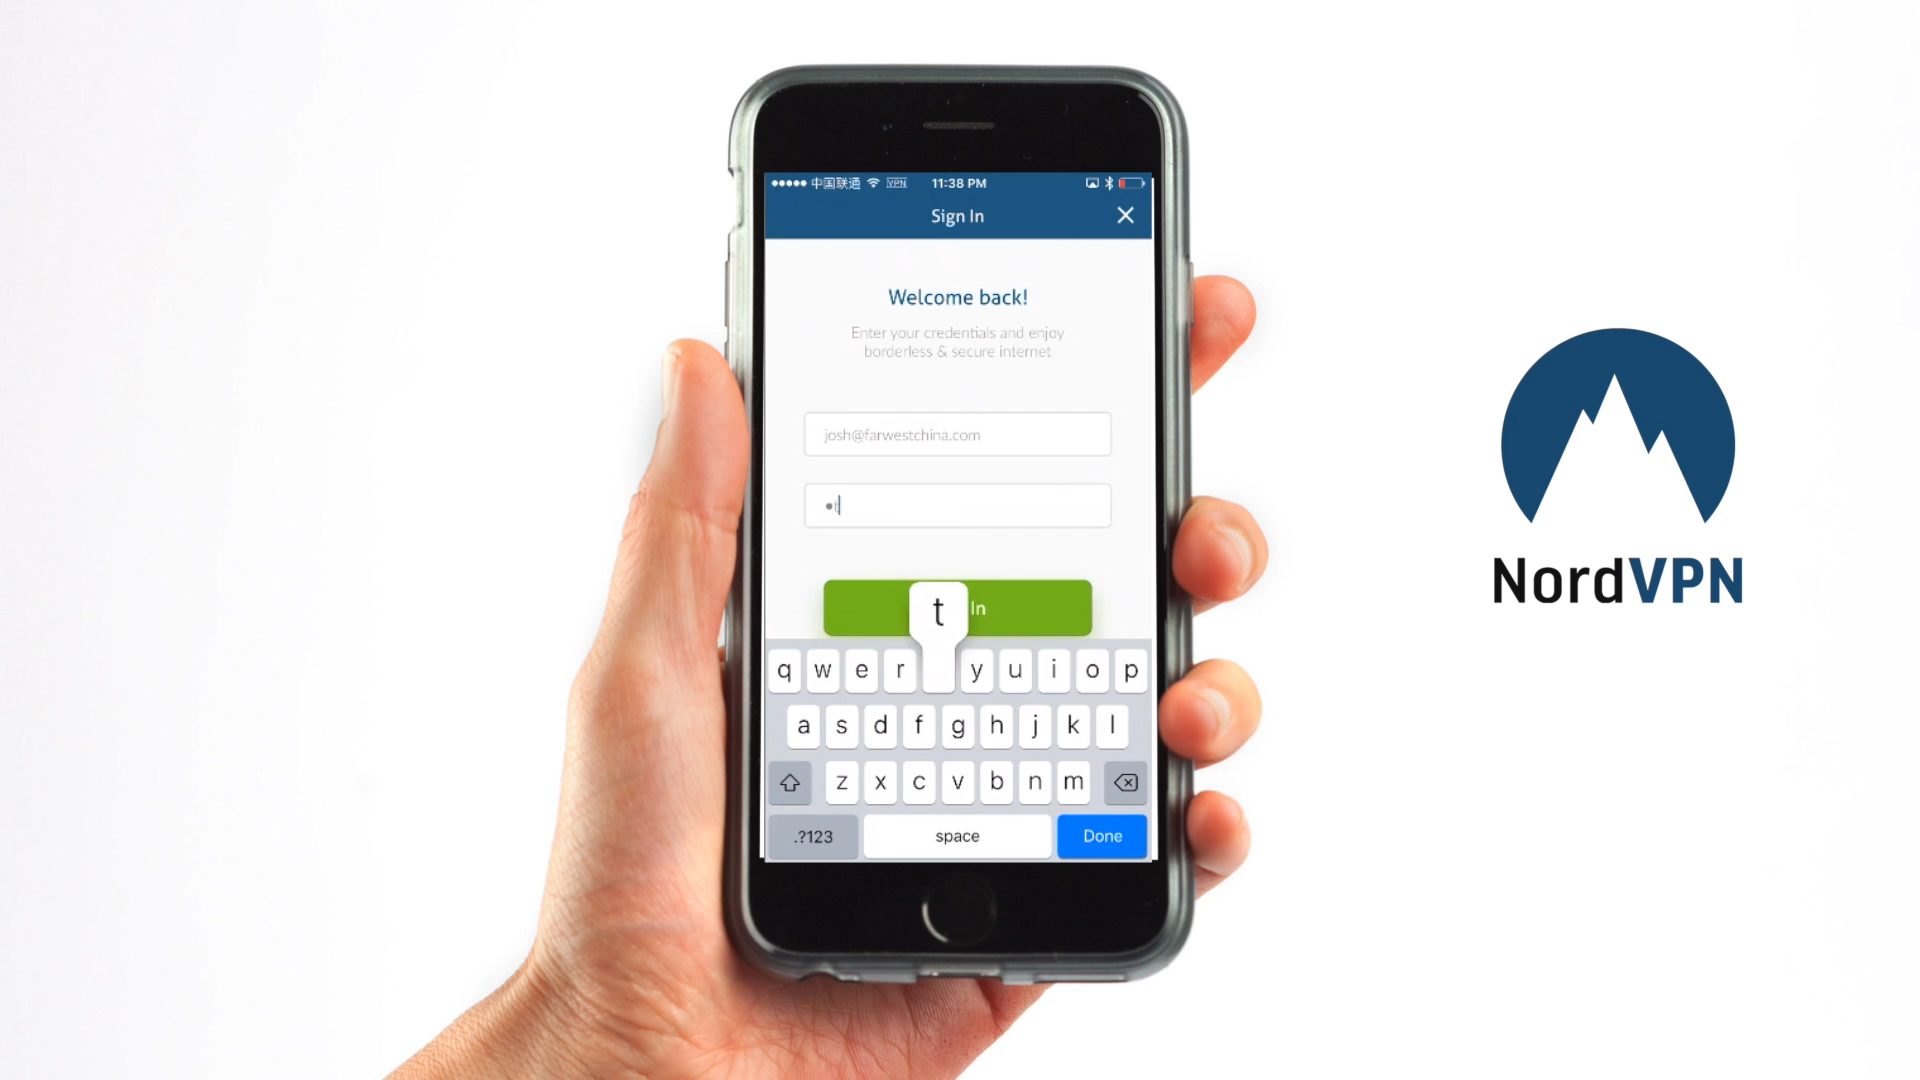 中国联通 VPN 11:38 PM
Sign In
Welcome back!
Enter your credentials and enjoy
borderless & secure internet
josh@farwestchina.com
•t
t
In
q w e r y u i o p
a s d f g h j k l
z x c v b n m
.?123 space Done
NordVPN